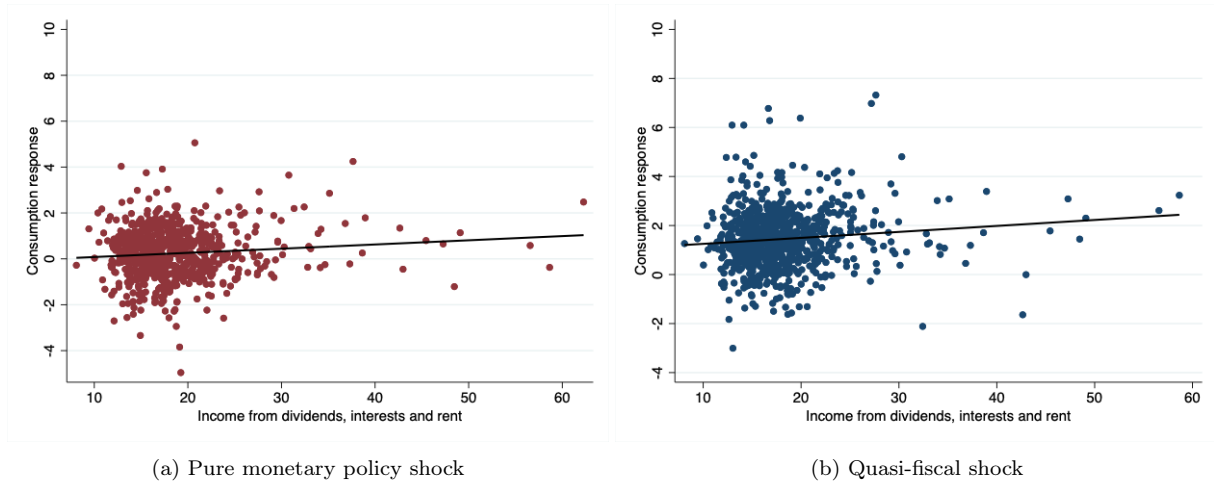 10
8
6
4
2
0
-2
-4
Consumption response
10 20 30 40 50 60
Income from dividends, interests and rent
(a) Pure monetary policy shock
10
8
6
4
2
0
-2
-4
Consumption response
10 20 30 40 50 60
Income from dividends, interests and rent
(b) Quasi-fiscal shock